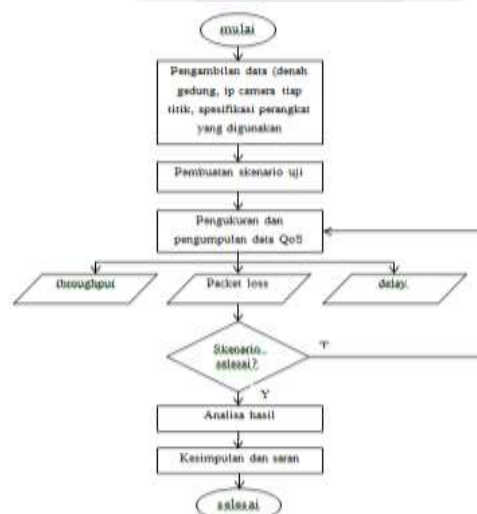 mulai
Pengambilan data (denah
gedung, ip camera tiap
titik, spesifikasi perangkat
yang digunakan
Pembuatan skenario uji
Pengukuran dan
pengumpulan data QoS
throughput
Packet loss
delay.
Skenario..
selesai?
T
Y
Analisa hasil
Kesimpulan dan saran
selesai